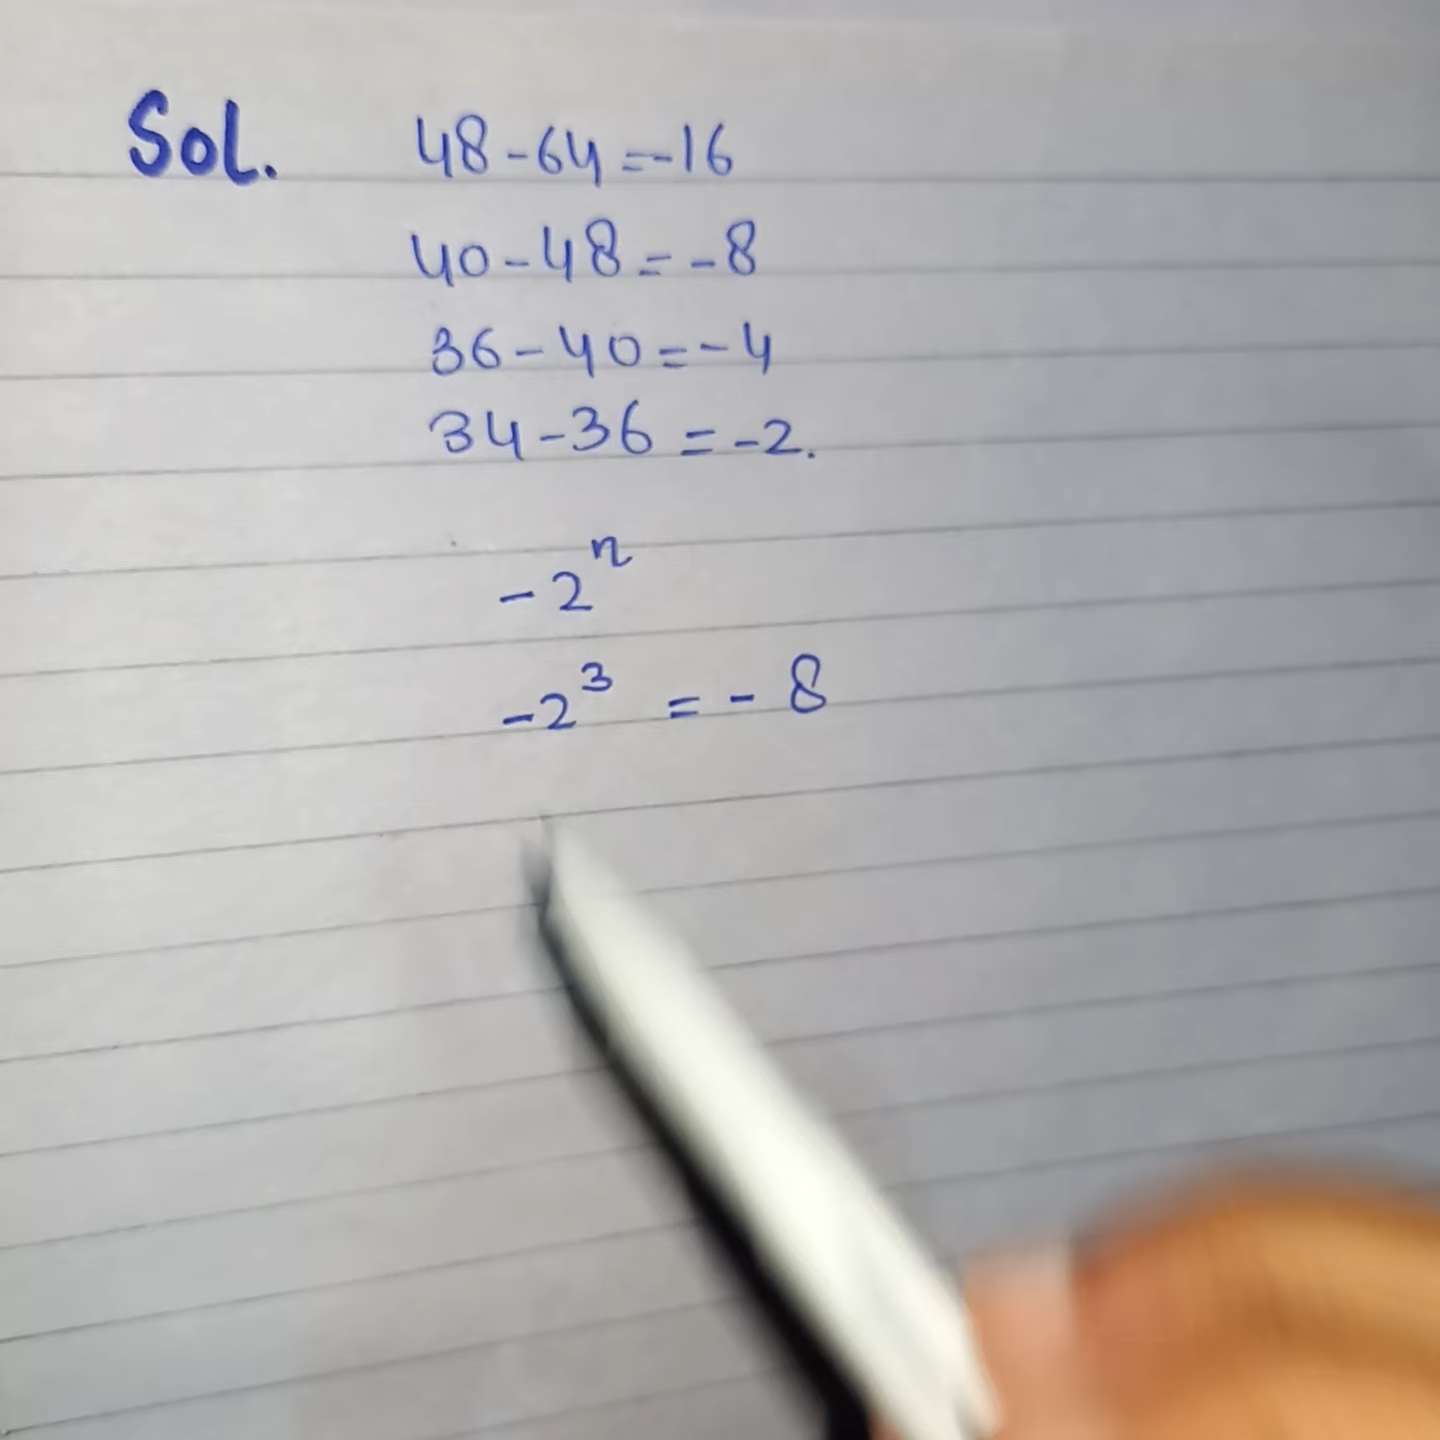 Sol. 48-64=-16
40-48=-8
36-40=-4
34-36=-2.
-2^n
-2^3 = -8